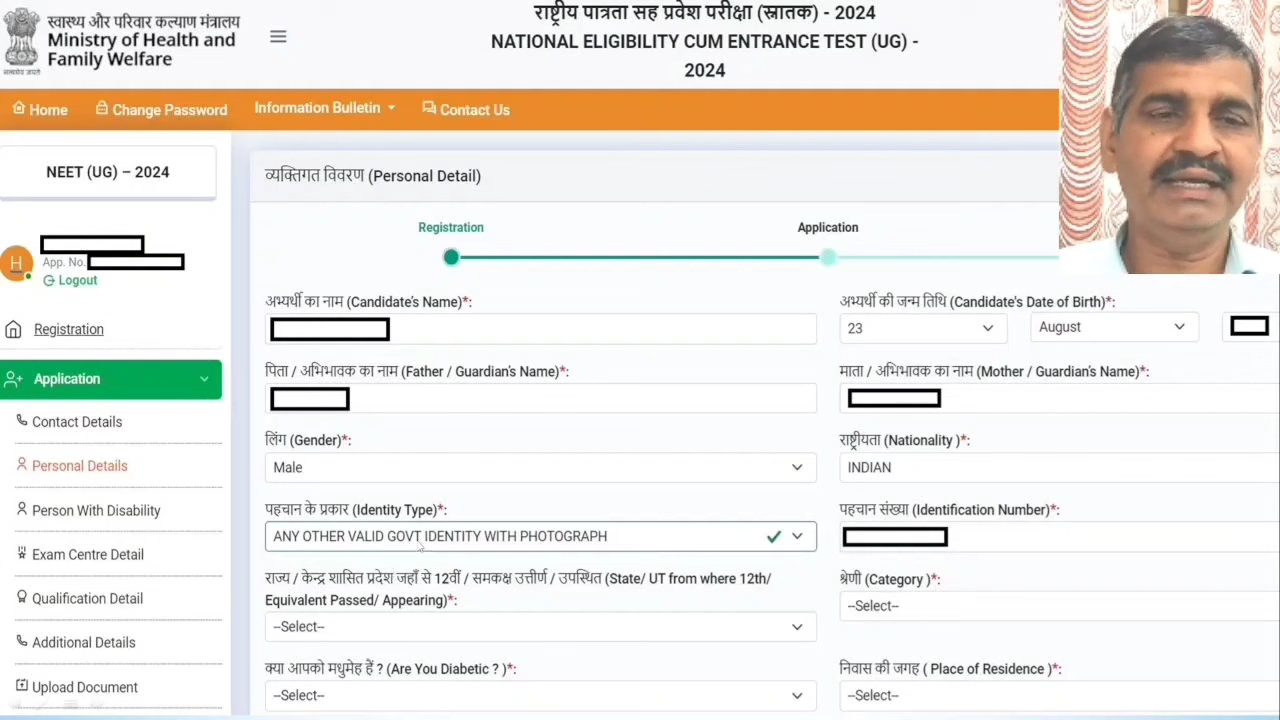 स्वास्थ्य और परिवार कल्याण मंत्रालय
Ministry of Health and
Family Welfare
सत्यमेव जयते
राष्ट्रीय पात्रता सह प्रवेश परीक्षा (स्नातक) - 2024
NATIONAL ELIGIBILITY CUM ENTRANCE TEST (UG) -
2024
Home
Change Password
Information Bulletin
Contact Us
NEET (UG) – 2024
H
App. No.
Logout
Registration
Application
Contact Details
Personal Details
Person With Disability
Exam Centre Detail
Qualification Detail
Additional Details
Upload Document
व्यक्तिगत विवरण (Personal Detail)
Registration
Application
अभ्यर्थी का नाम (Candidate's Name)*:
अभ्यर्थी की जन्म तिथि (Candidate's Date of Birth)*:
23
August
पिता / अभिभावक का नाम (Father / Guardian's Name)*:
माता / अभिभावक का नाम (Mother / Guardian's Name)*:
लिंग (Gender)*:
Male
राष्ट्रीयता (Nationality )*:
INDIAN
पहचान के प्रकार (Identity Type)*:
ANY OTHER VALID GOVT IDENTITY WITH PHOTOGRAPH
पहचान संख्या (Identification Number)*:
राज्य / केन्द्र शासित प्रदेश जहाँ से 12वीं / समकक्ष उत्तीर्ण / उपस्थित (State/ UT from where 12th/
Equivalent Passed/ Appearing)*:
--Select--
श्रेणी (Category )*:
--Select--
क्या आपको मधुमेह हैं ? (Are You Diabetic ? )*:
--Select--
निवास की जगह ( Place of Residence )*:
--Select--